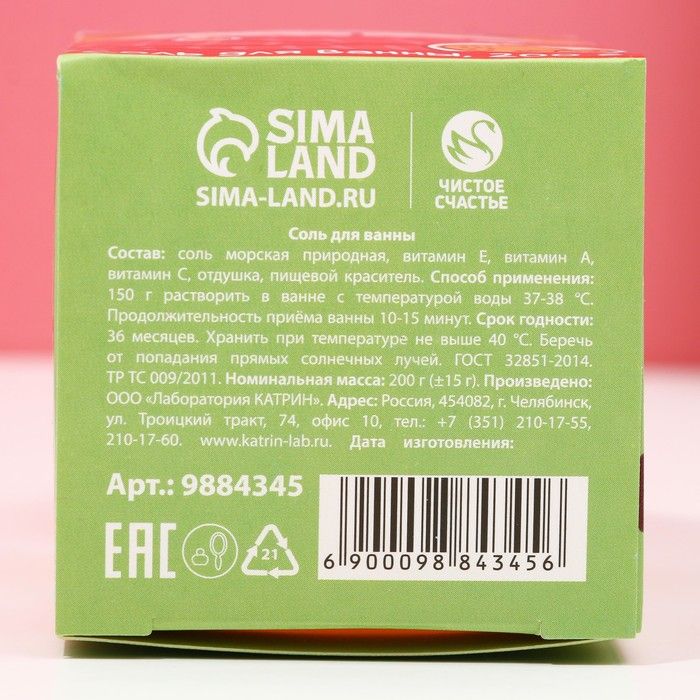 соль для ванны, 200 г
SIMA
LAND
SIMA-LAND.RU
ЧИСТОЕ
СЧАСТЬЕ
Соль для ванны
Состав: соль морская природная, витамин Е, витамин А,
витамин С, отдушка, пищевой краситель. Способ применения:
150 г растворить в ванне с температурой воды 37-38 °С.
Продолжительность приёма ванны 10-15 минут. Срок годности:
36 месяцев. Хранить при температуре не выше 40 °С. Беречь
от попадания прямых солнечных лучей. ГОСТ 32851-2014.
ТР ТС 009/2011. Номинальная масса: 200 г (±15 г). Произведено:
ООО «Лаборатория КАТРИН». Адрес: Россия, 454082, г. Челябинск,
ул. Троицкий тракт, 74, офис 10, тел.: +7 (351) 210-17-55,
210-17-60. www.katrin-lab.ru. Дата изготовления:
Арт.: 9884345
EAC
21
6 900098 843456